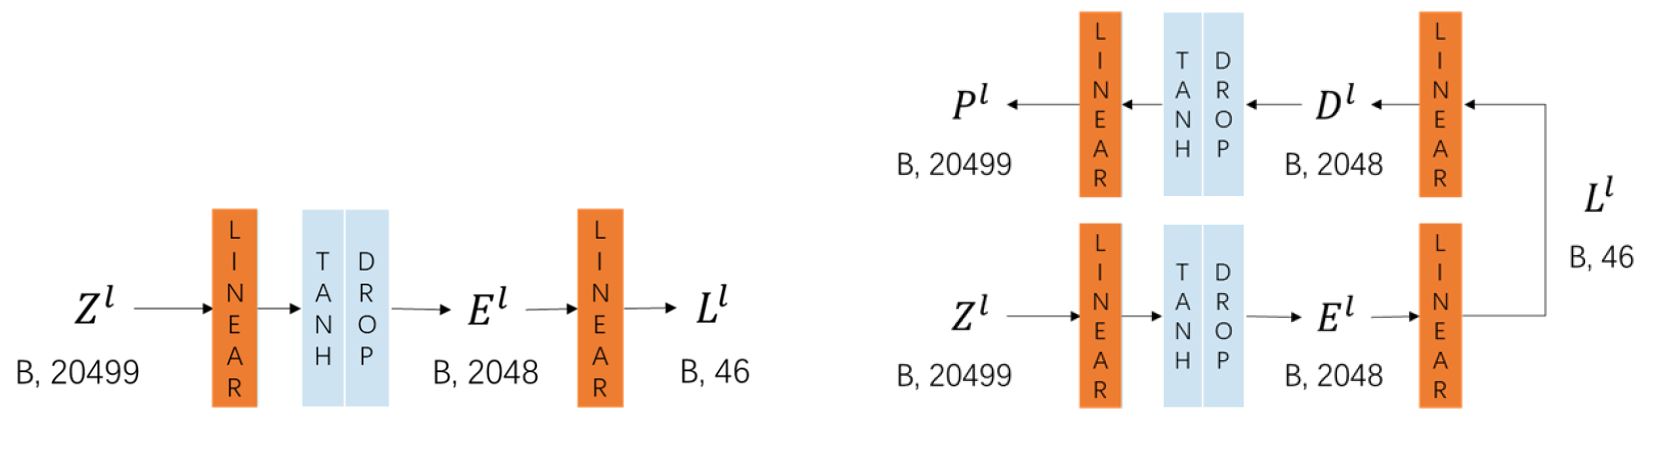 Z^l
B, 20499
LINEAR
TANH
DROP
E^l
B, 2048
LINEAR
L^l
B, 46
P^l
B, 20499
LINEAR
TANH
DROP
D^l
B, 2048
LINEAR
L^l
B, 46
Z^l
B, 20499
LINEAR
TANH
DROP
E^l
B, 2048
LINEAR